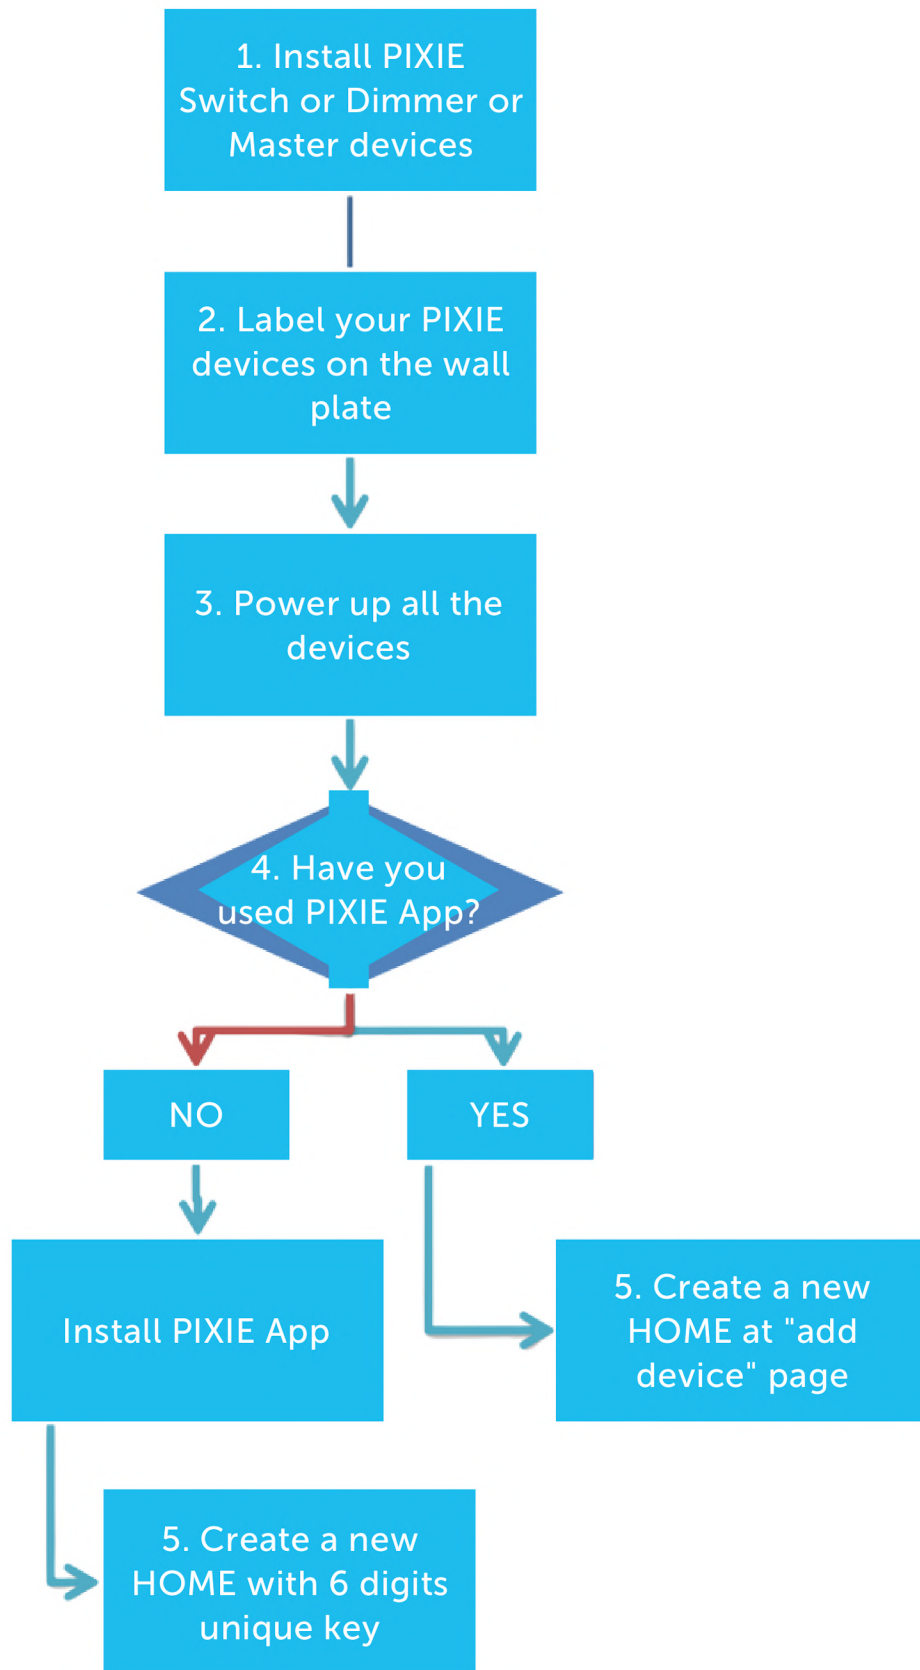 1. Install PIXIE
Switch or Dimmer or
Master devices
2. Label your PIXIE
devices on the wall
plate
3. Power up all the
devices
4. Have you
used PIXIE App?
NO
YES
Install PIXIE App
5. Create a new
HOME at "add
device" page
5. Create a new
HOME with 6 digits
unique key